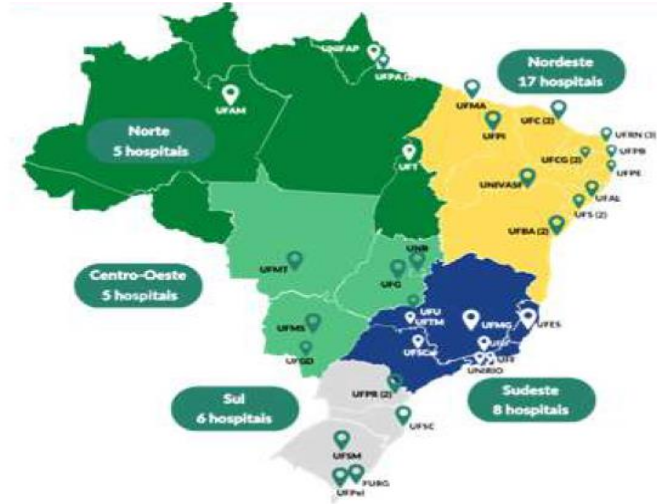 UNIFAP
UFPA (2)
UFAM
Norte
5 hospitais
UFT
Nordeste
17 hospitais
UFMA
UFPI
UFC (2)
UFRN (3)
UFCG (2)
UFPB
UFPE
UNIVASF
UFAL
UFS (2)
UFBA (2)
UNB
UFMT
UFG
Centro-Oeste
5 hospitais
UFMS
UFGD
UFU
UFTM
UFMG
UFES
UFSCar
UFJF
UFF
UNIRIO
Sudeste
8 hospitais
Sul
6 hospitais
UFPR (2)
UFSC
UFSM
FURG
UFPel